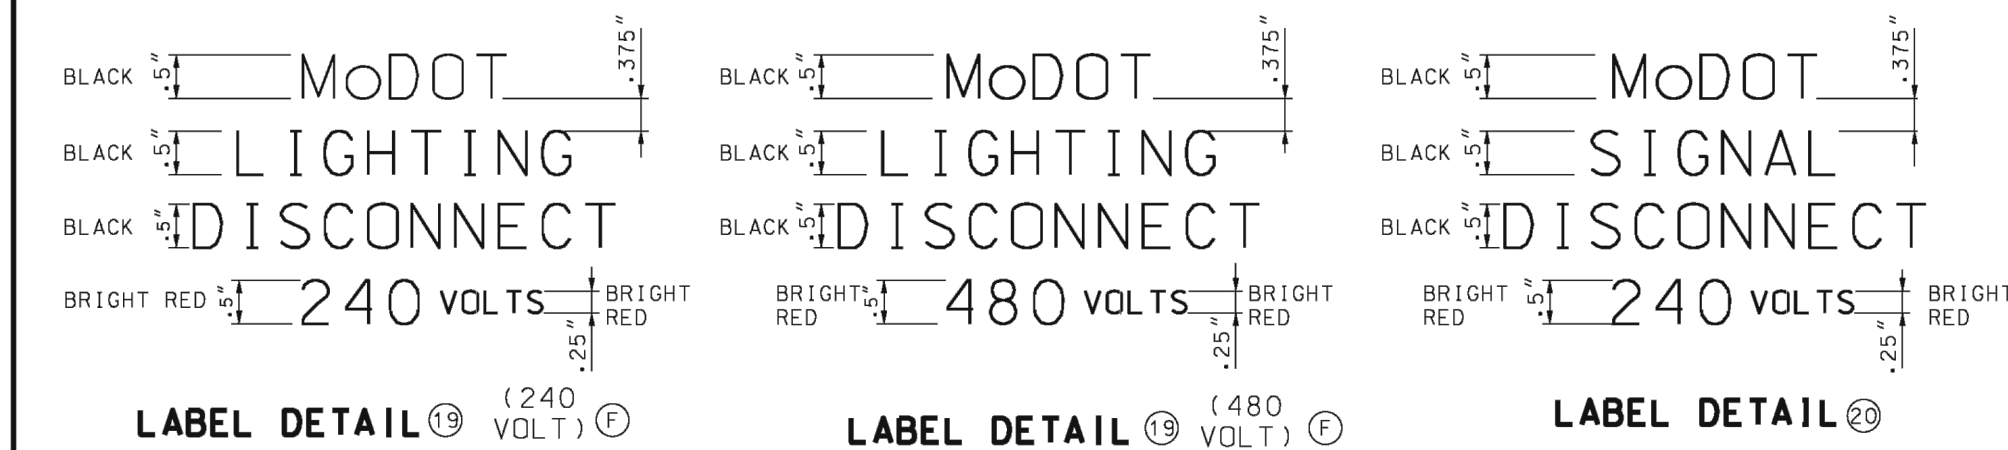 BLACK .5" MoDOT .375"
BLACK .5" LIGHTING
BLACK .5" DISCONNECT
BRIGHT RED .5" 240 VOLTS BRIGHT RED
.25"
LABEL DETAIL 19 (240 VOLT) F
BLACK .5" MoDOT .375"
BLACK .5" LIGHTING
BLACK .5" DISCONNECT
BRIGHT RED .5" 480 VOLTS BRIGHT RED
.25"
LABEL DETAIL 19 (480 VOLT) F
BLACK .5" MoDOT .375"
BLACK .5" SIGNAL
BLACK .5" DISCONNECT
BRIGHT RED .5" 240 VOLTS BRIGHT RED
.25"
LABEL DETAIL 20